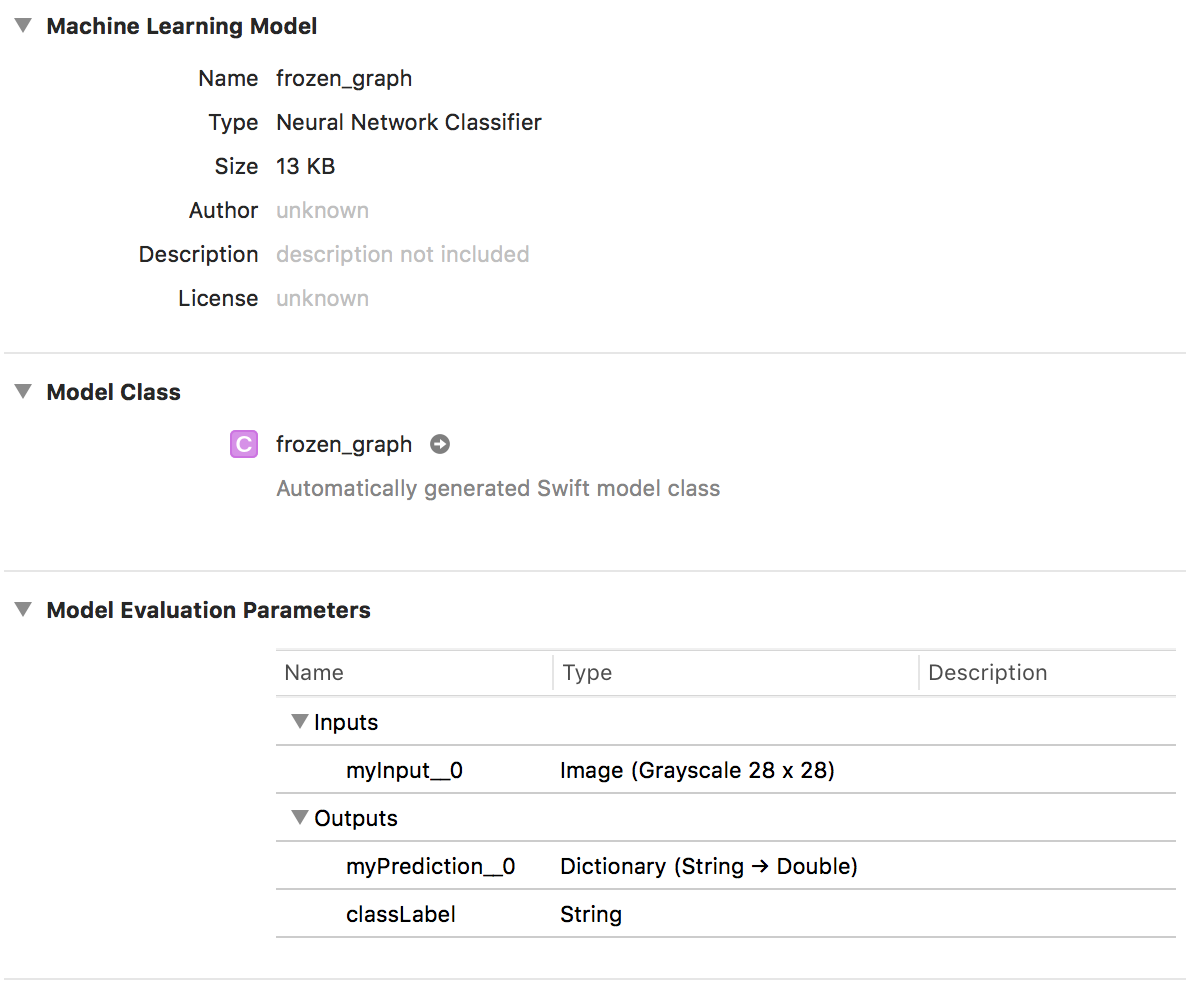 Machine Learning Model
Name frozen_graph
Type Neural Network Classifier
Size 13 KB
Author unknown
Description description not included
License unknown
Model Class
C frozen_graph
Automatically generated Swift model class
Model Evaluation Parameters
Name Type Description
Inputs
myInput__0 Image (Grayscale 28 x 28)
Outputs
myPrediction__0 Dictionary (String → Double)
classLabel String